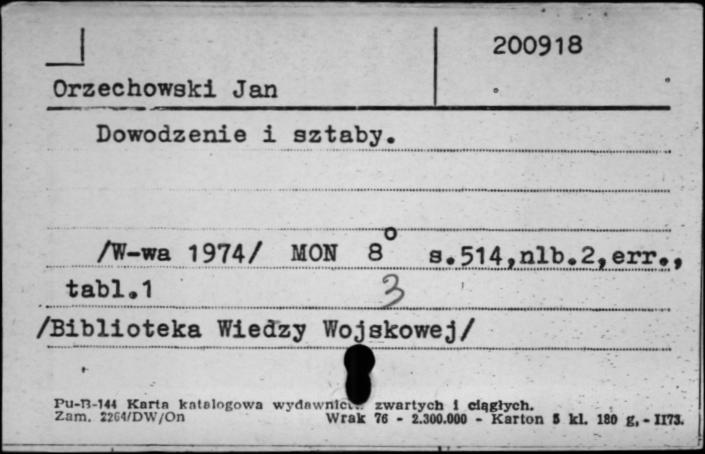 200918
Orzechowski Jan
Dowodzenie i sztaby.
/W-wa 1974/ MON 8° s.514,nlb.2,err.,
tabl.1 3
/Biblioteka Wiedzy Wojskowej/
Pu-B-144 Karta katalogowa zwartych i ciągłych.
Zam. 2264/DW/On Wrak 76 - 2.300.000 - Karton 5 kl. 180 g, - II73.